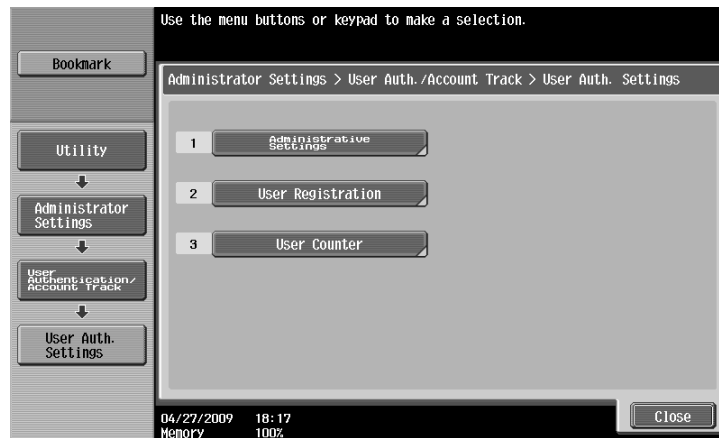 Use the menu buttons or keypad to make a selection.
Bookmark
Administrator Settings > User Auth./Account Track > User Auth. Settings
Utility
Administrator
Settings
User
Authentication/
Account Track
User Auth.
Settings
1 Administrative
Settings
2 User Registration
3 User Counter
04/27/2009 18:17
Memory 100%
Close